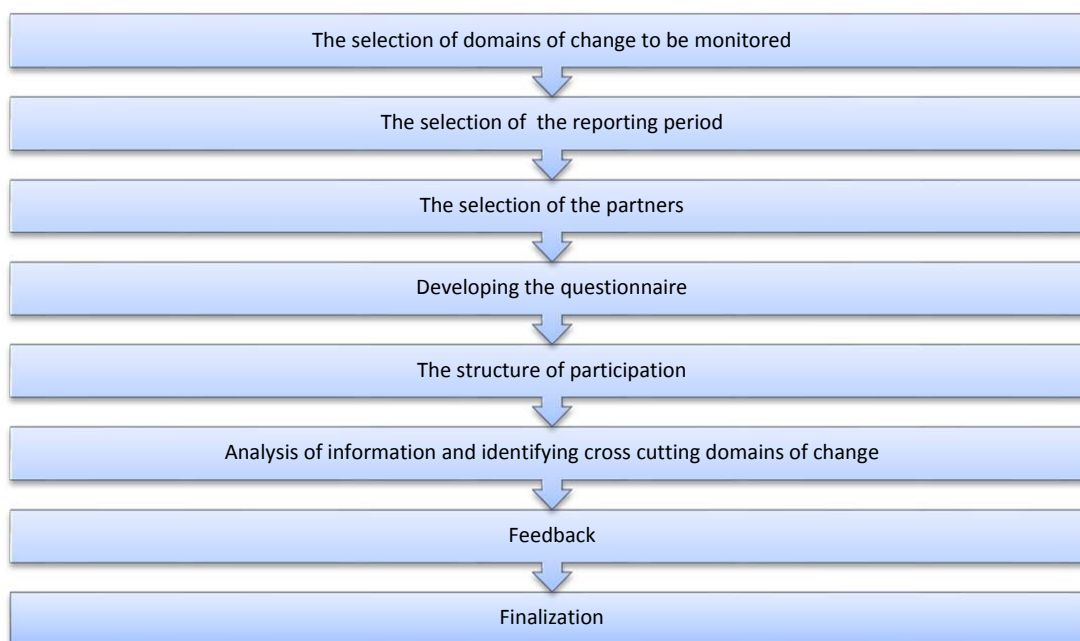 The selection of domains of change to be monitored
The selection of  the reporting period
The selection of the partners
Developing the questionnaire
The structure of participation
Analysis of information and identifying cross cutting domains of change
Feedback
Finalization